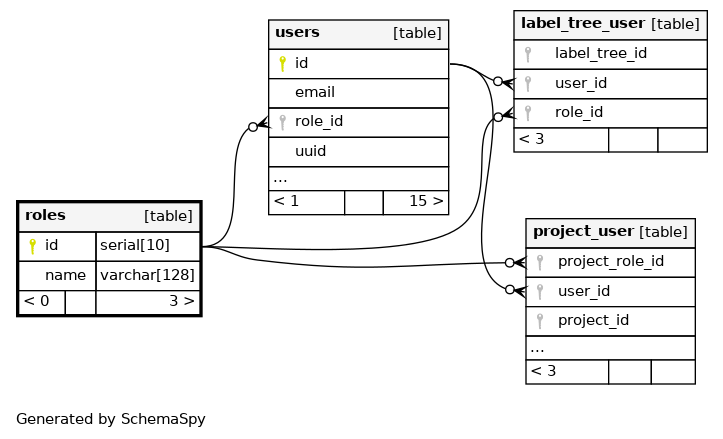 users [table]
id
email
role_id
uuid
...
< 1 15 >
label_tree_user [table]
label_tree_id
user_id
role_id
< 3
roles [table]
id serial[10]
name varchar[128]
< 0 3 >
project_user [table]
project_role_id
user_id
project_id
...
< 3
Generated by SchemaSpy